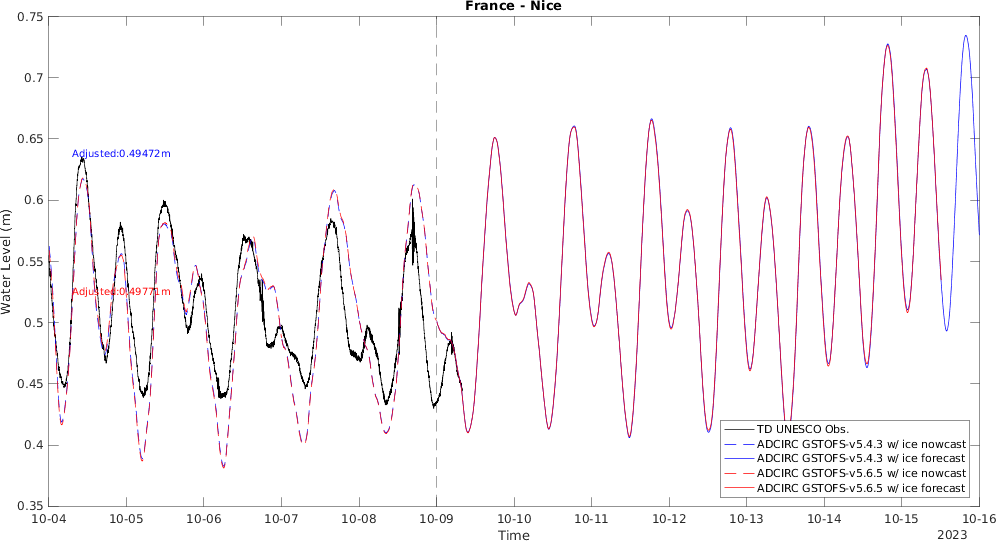 France - Nice
0.75
0.7
0.65
0.6
0.55
0.5
0.45
0.4
0.35
Water Level (m)
Adjusted:0.49472m
Adjusted:0.49771m
TD UNESCO Obs.
ADCIRC GSTOFS-v5.4.3 w/ ice nowcast
ADCIRC GSTOFS-v5.4.3 w/ ice forecast
ADCIRC GSTOFS-v5.6.5 w/ ice nowcast
ADCIRC GSTOFS-v5.6.5 w/ ice forecast
10-04 10-05 10-06 10-07 10-08 10-09 10-10 10-11 10-12 10-13 10-14 10-15 10-16
Time
2023